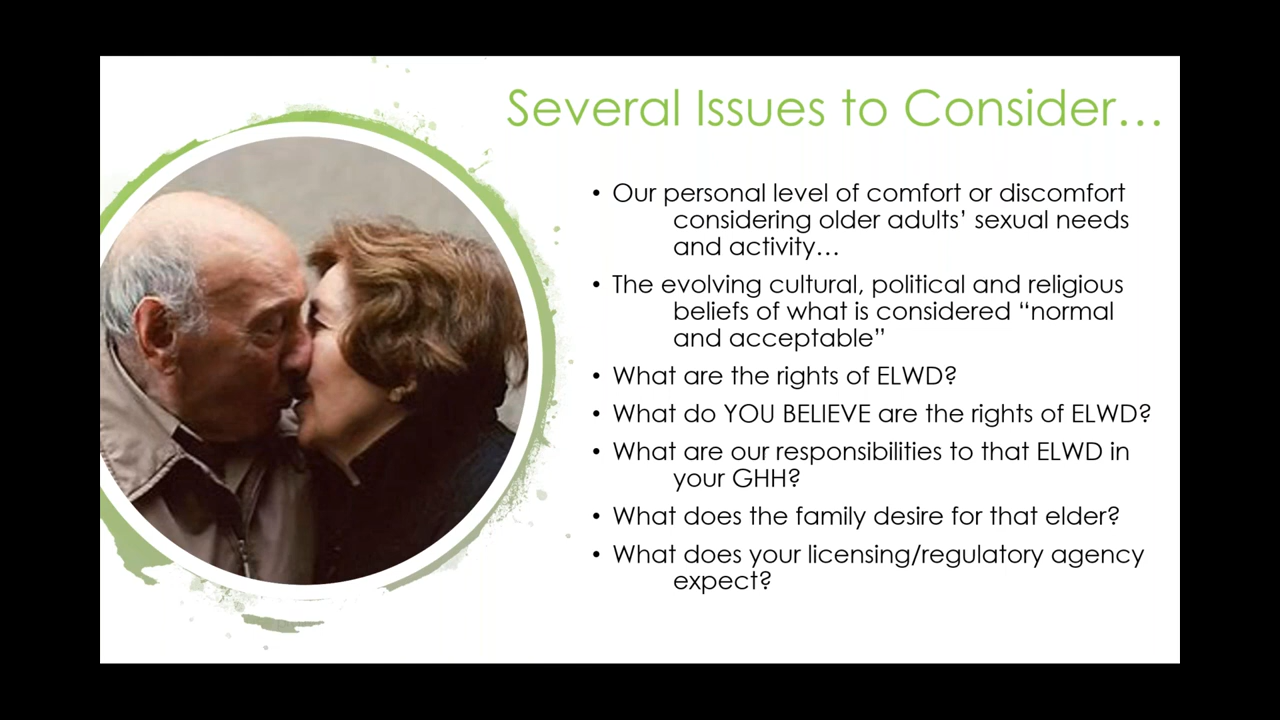 Several Issues to Consider…
• Our personal level of comfort or discomfort
considering older adults’ sexual needs
and activity…
• The evolving cultural, political and religious
beliefs of what is considered “normal
and acceptable”
• What are the rights of ELWD?
• What do YOU BELIEVE are the rights of ELWD?
• What are our responsibilities to that ELWD in
your GHH?
• What does the family desire for that elder?
• What does your licensing/regulatory agency
expect?